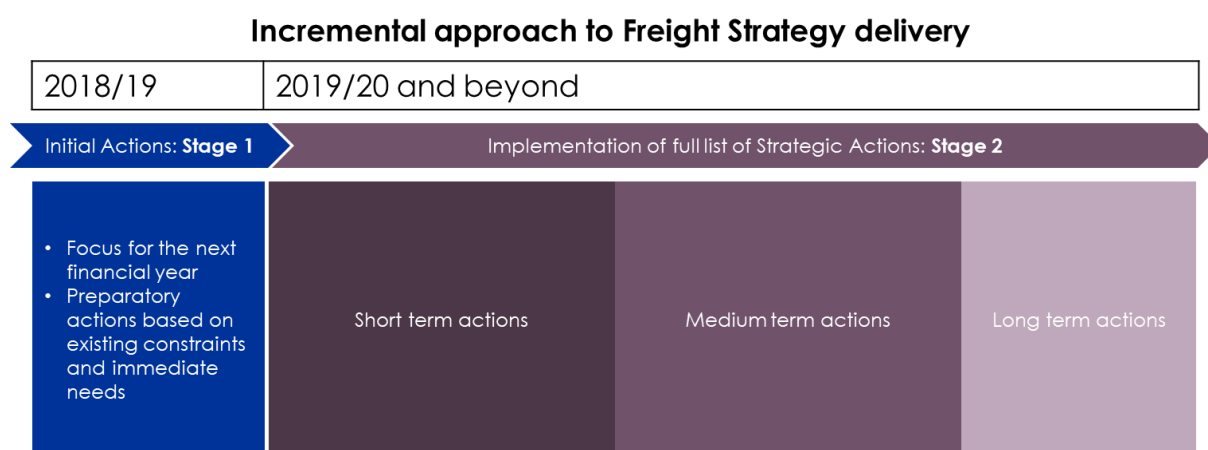 Incremental approach to Freight Strategy delivery
2018/19
2019/20 and beyond
Initial Actions: Stage 1
Implementation of full list of Strategic Actions: Stage 2
• Focus for the next
financial year
• Preparatory
actions based on
existing constraints
and immediate
needs
Short term actions
Medium term actions
Long term actions